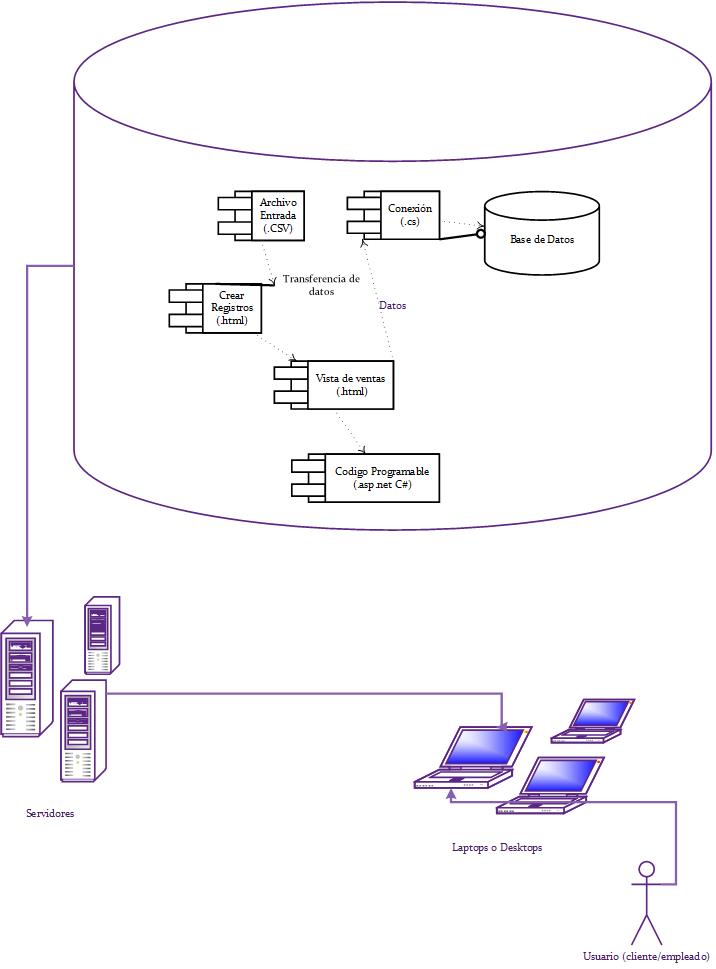 Archivo
Entrada
(.CSV)
Conexión
(.cs)
Base de Datos
Transferencia de
datos
Crear
Registros
(.html)
Datos
Vista de ventas
(.html)
Codigo Programable
(.asp.net C#)
Servidores
Laptops o Desktops
Usuario (cliente/empleado)